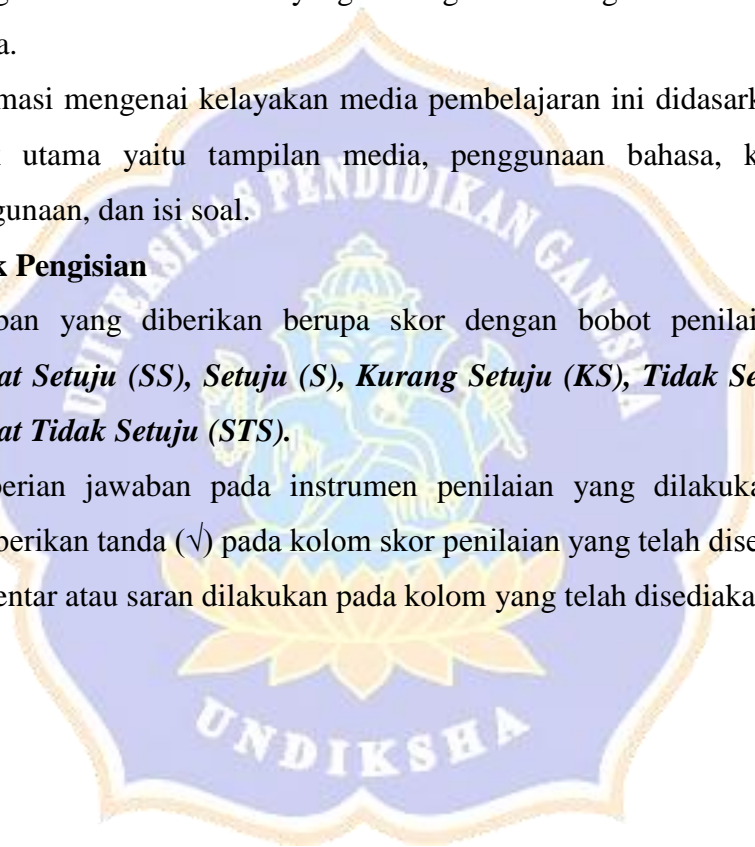 a.
masi mengenai kelayakan media pembelajaran ini didasark
utama yaitu tampilan media, penggunaan bahasa, k
gunaan, dan isi soal.
k Pengisian
ban yang diberikan berupa skor dengan bobot penilai
at Setuju (SS), Setuju (S), Kurang Setuju (KS), Tidak Se
at Tidak Setuju (STS).
erian jawaban pada instrumen penilaian yang dilakuka
berikan tanda (√) pada kolom skor penilaian yang telah dise
entar atau saran dilakukan pada kolom yang telah disediaka
UNIVERSITAS PENDIDIKAN GANESHA
UNDIKSHA